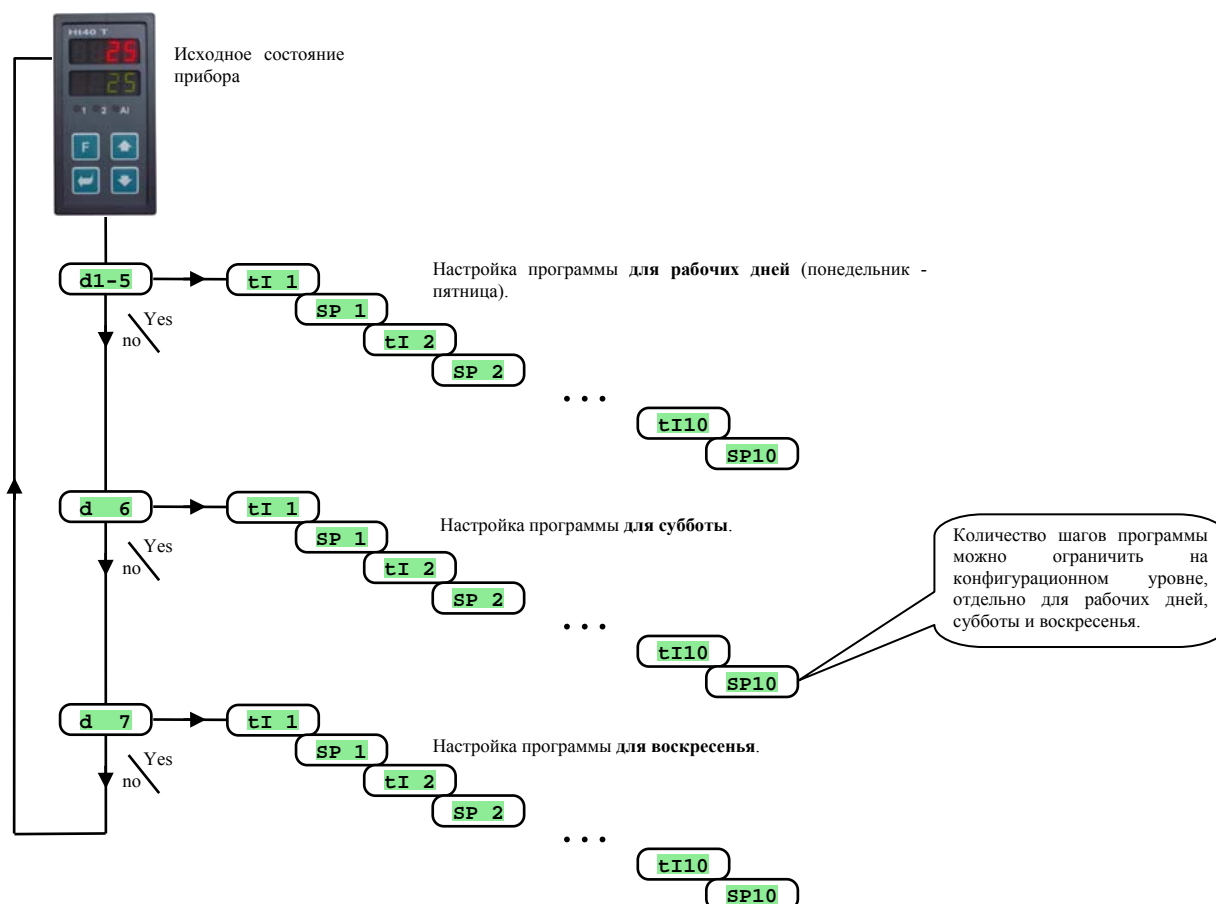 Ht40 T
25
25
1 2 Al
F
Исходное состояние
прибора
d1-5
tI 1
SP 1
tI 2
SP 2
...
tI10
SP10
Yes
no
Настройка программы для рабочих дней (понедельник -
пятница).
d 6
tI 1
SP 1
tI 2
SP 2
...
tI10
SP10
Yes
no
Настройка программы для субботы.
Количество шагов программы
можно ограничить на
конфигурационном уровне,
отдельно для рабочих дней,
субботы и воскресенья.
d 7
tI 1
SP 1
tI 2
SP 2
...
tI10
SP10
Yes
no
Настройка программы для воскресенья.